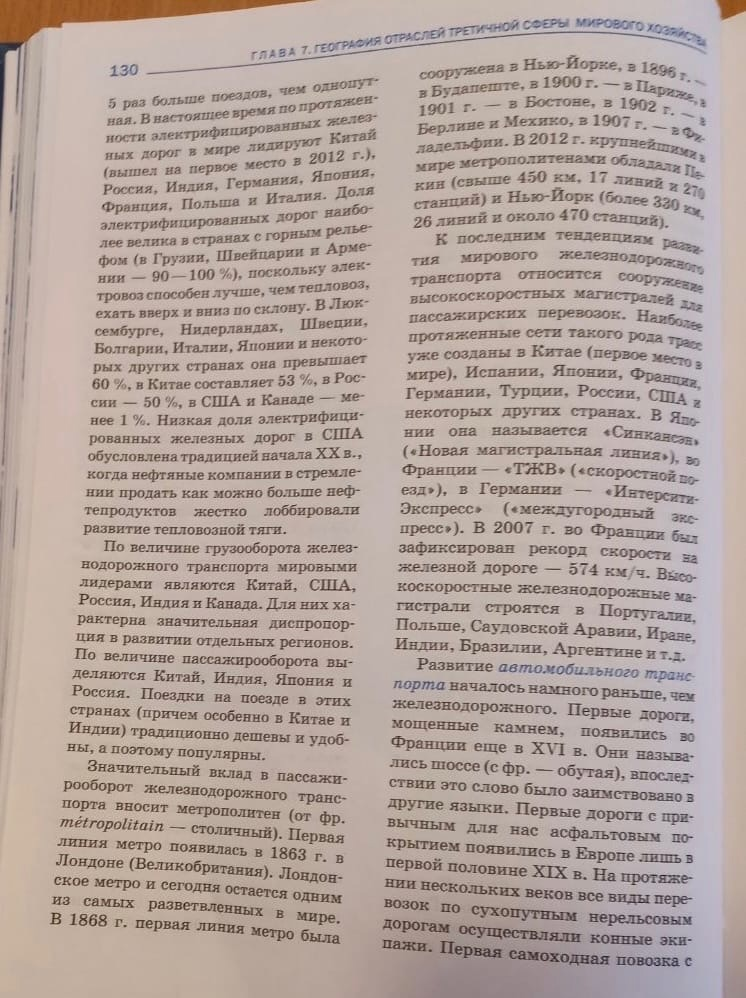 130
ГЛАВА 7. ГЕОГРАФИЯ ОТРАСЛЕЙ ТРЕТИЧНОЙ СФЕРЫ МИРОВОГО ХОЗЯЙСТВА
5 раз больше поездов, чем однопут-
ная. В настоящее время по протяжен-
ности электрифицированных желез-
ных дорог в мире лидируют Китай
(вышел на первое место в 2012 г.),
Россия, Индия, Германия, Япония,
Франция, Польша и Италия. Доля
электрифицированных дорог наибо-
лее велика в странах с горным релье-
фом (в Грузии, Швейцарии и Арме-
нии — 90—100 %), поскольку элек-
тровоз способен лучше, чем тепловоз,
ехать вверх и вниз по склону. В Люк-
сембурге, Нидерландах, Швеции,
Болгарии, Италии, Японии и некото-
рых других странах она превышает
60 %, в Китае составляет 53 %, в Рос-
сии — 50 %, в США и Канаде — ме-
нее 1 %. Низкая доля электрифици-
рованных железных дорог в США
обусловлена традицией начала XX в.,
когда нефтяные компании в стремле-
нии продать как можно больше неф-
тепродуктов жестко лоббировали
развитие тепловозной тяги.
По величине грузооборота желез-
нодорожного транспорта мировыми
лидерами являются Китай, США,
Россия, Индия и Канада. Для них ха-
рактерна значительная диспропор-
ция в развитии отдельных регионов.
По величине пассажирооборота вы-
деляются Китай, Индия, Япония и
Россия. Поездки на поезде в этих
странах (причем особенно в Китае и
Индии) традиционно дешевы и удоб-
ны, а поэтому популярны.
Значительный вклад в пассажи-
рооборот железнодорожного транс-
порта вносит метрополитен (от фр.
métropolitain — столичный). Первая
линия метро появилась в 1863 г. в
Лондоне (Великобритания). Лондон-
ское метро и сегодня остается одним
из самых разветвленных в мире.
В 1868 г. первая линия метро была
сооружена в Нью-Йорке, в 1896 г. —
в Будапеште, в 1900 г. — в Париже, в
1901 г. — в Бостоне, в 1902 г. — в
Берлине и Мехико, в 1907 г. — в Фи-
ладельфии. В 2012 г. крупнейшими в
мире метрополитенами обладали Пе-
кин (свыше 450 км, 17 линий и 270
станций) и Нью-Йорк (более 330 км,
26 линий и около 470 станций).
К последним тенденциям разви-
тия мирового железнодорожного
транспорта относится сооружение
высокоскоростных магистралей для
пассажирских перевозок. Наиболее
протяженные сети такого рода трасс
уже созданы в Китае (первое место в
мире), Испании, Японии, Франции,
Германии, Турции, России, США и
некоторых других странах. В Япо-
нии она называется «Синкансэн»
(«Новая магистральная линия»), во
Франции — «ТЖВ» («скоростной по-
езд»), в Германии — «Интерсити-
Экспресс» («междугородный экс-
пресс»). В 2007 г. во Франции был
зафиксирован рекорд скорости на
железной дороге — 574 км/ч. Высо-
коскоростные железнодорожные ма-
гистрали строятся в Португалии,
Польше, Саудовской Аравии, Иране,
Индии, Бразилии, Аргентине и т.д.
Развитие автомобильного транс-
порта началось намного раньше, чем
железнодорожного. Первые дороги,
мощенные камнем, появились во
Франции еще в XVI в. Они называ-
лись шоссе (с фр. — обутая), впослед-
ствии это слово было заимствовано в
другие языки. Первые дороги с при-
вычным для нас асфальтовым по-
крытием появились в Европе лишь в
первой половине XIX в. На протяже-
нии нескольких веков все виды пере-
возок по сухопутным нерельсовым
дорогам осуществляли конные эки-
пажи. Первая самоходная повозка с